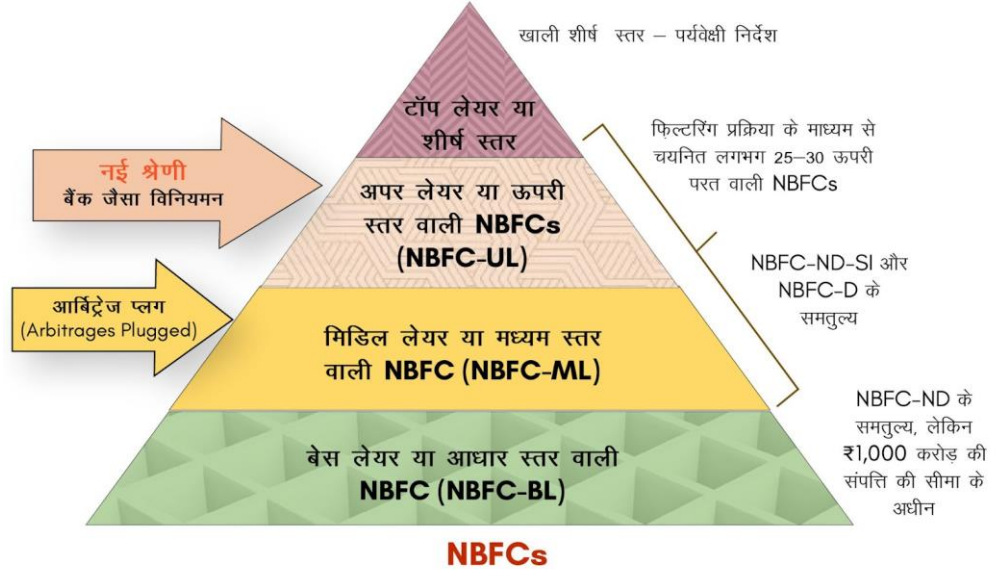 खाली शीर्ष स्तर – पर्यवेक्षी निर्देश
टॉप लेयर या
शीर्ष स्तर
फ़िल्टरिंग प्रक्रिया के माध्यम से
चयनित लगभग 25–30 ऊपरी
परत वाली NBFCs
नई श्रेणी
बैंक जैसा विनियमन
अपर लेयर या ऊपरी
स्तर वाली NBFCs
(NBFC-UL)
NBFC-ND-SI और
NBFC-D के
समतुल्य
आर्बिट्रेज प्लग
(Arbitrages Plugged)
मिडिल लेयर या मध्यम स्तर
वाली NBFC (NBFC-ML)
NBFC-ND के
समतुल्य, लेकिन
₹1,000 करोड़ की
संपत्ति की सीमा के
अधीन
बेस लेयर या आधार स्तर वाली
NBFC (NBFC-BL)
NBFCs